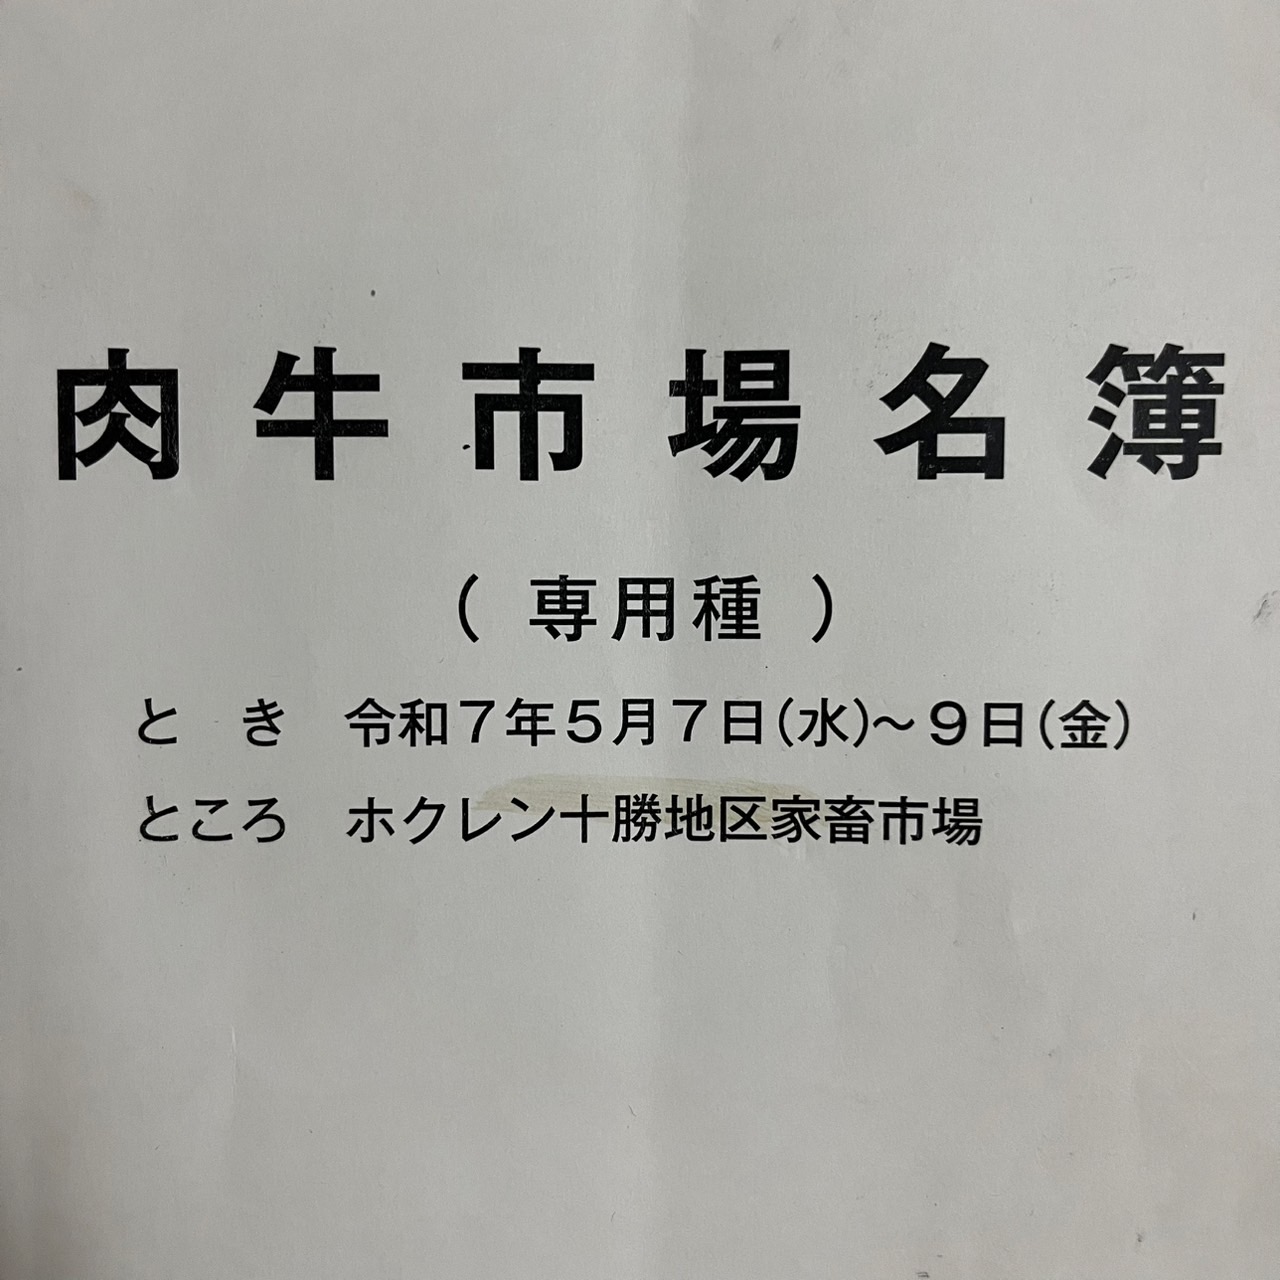 肉牛市場名簿
（ 専用種 ）
と　き　令和７年５月７日（水）～９日（金）
ところ　ホクレン十勝地区家畜市場